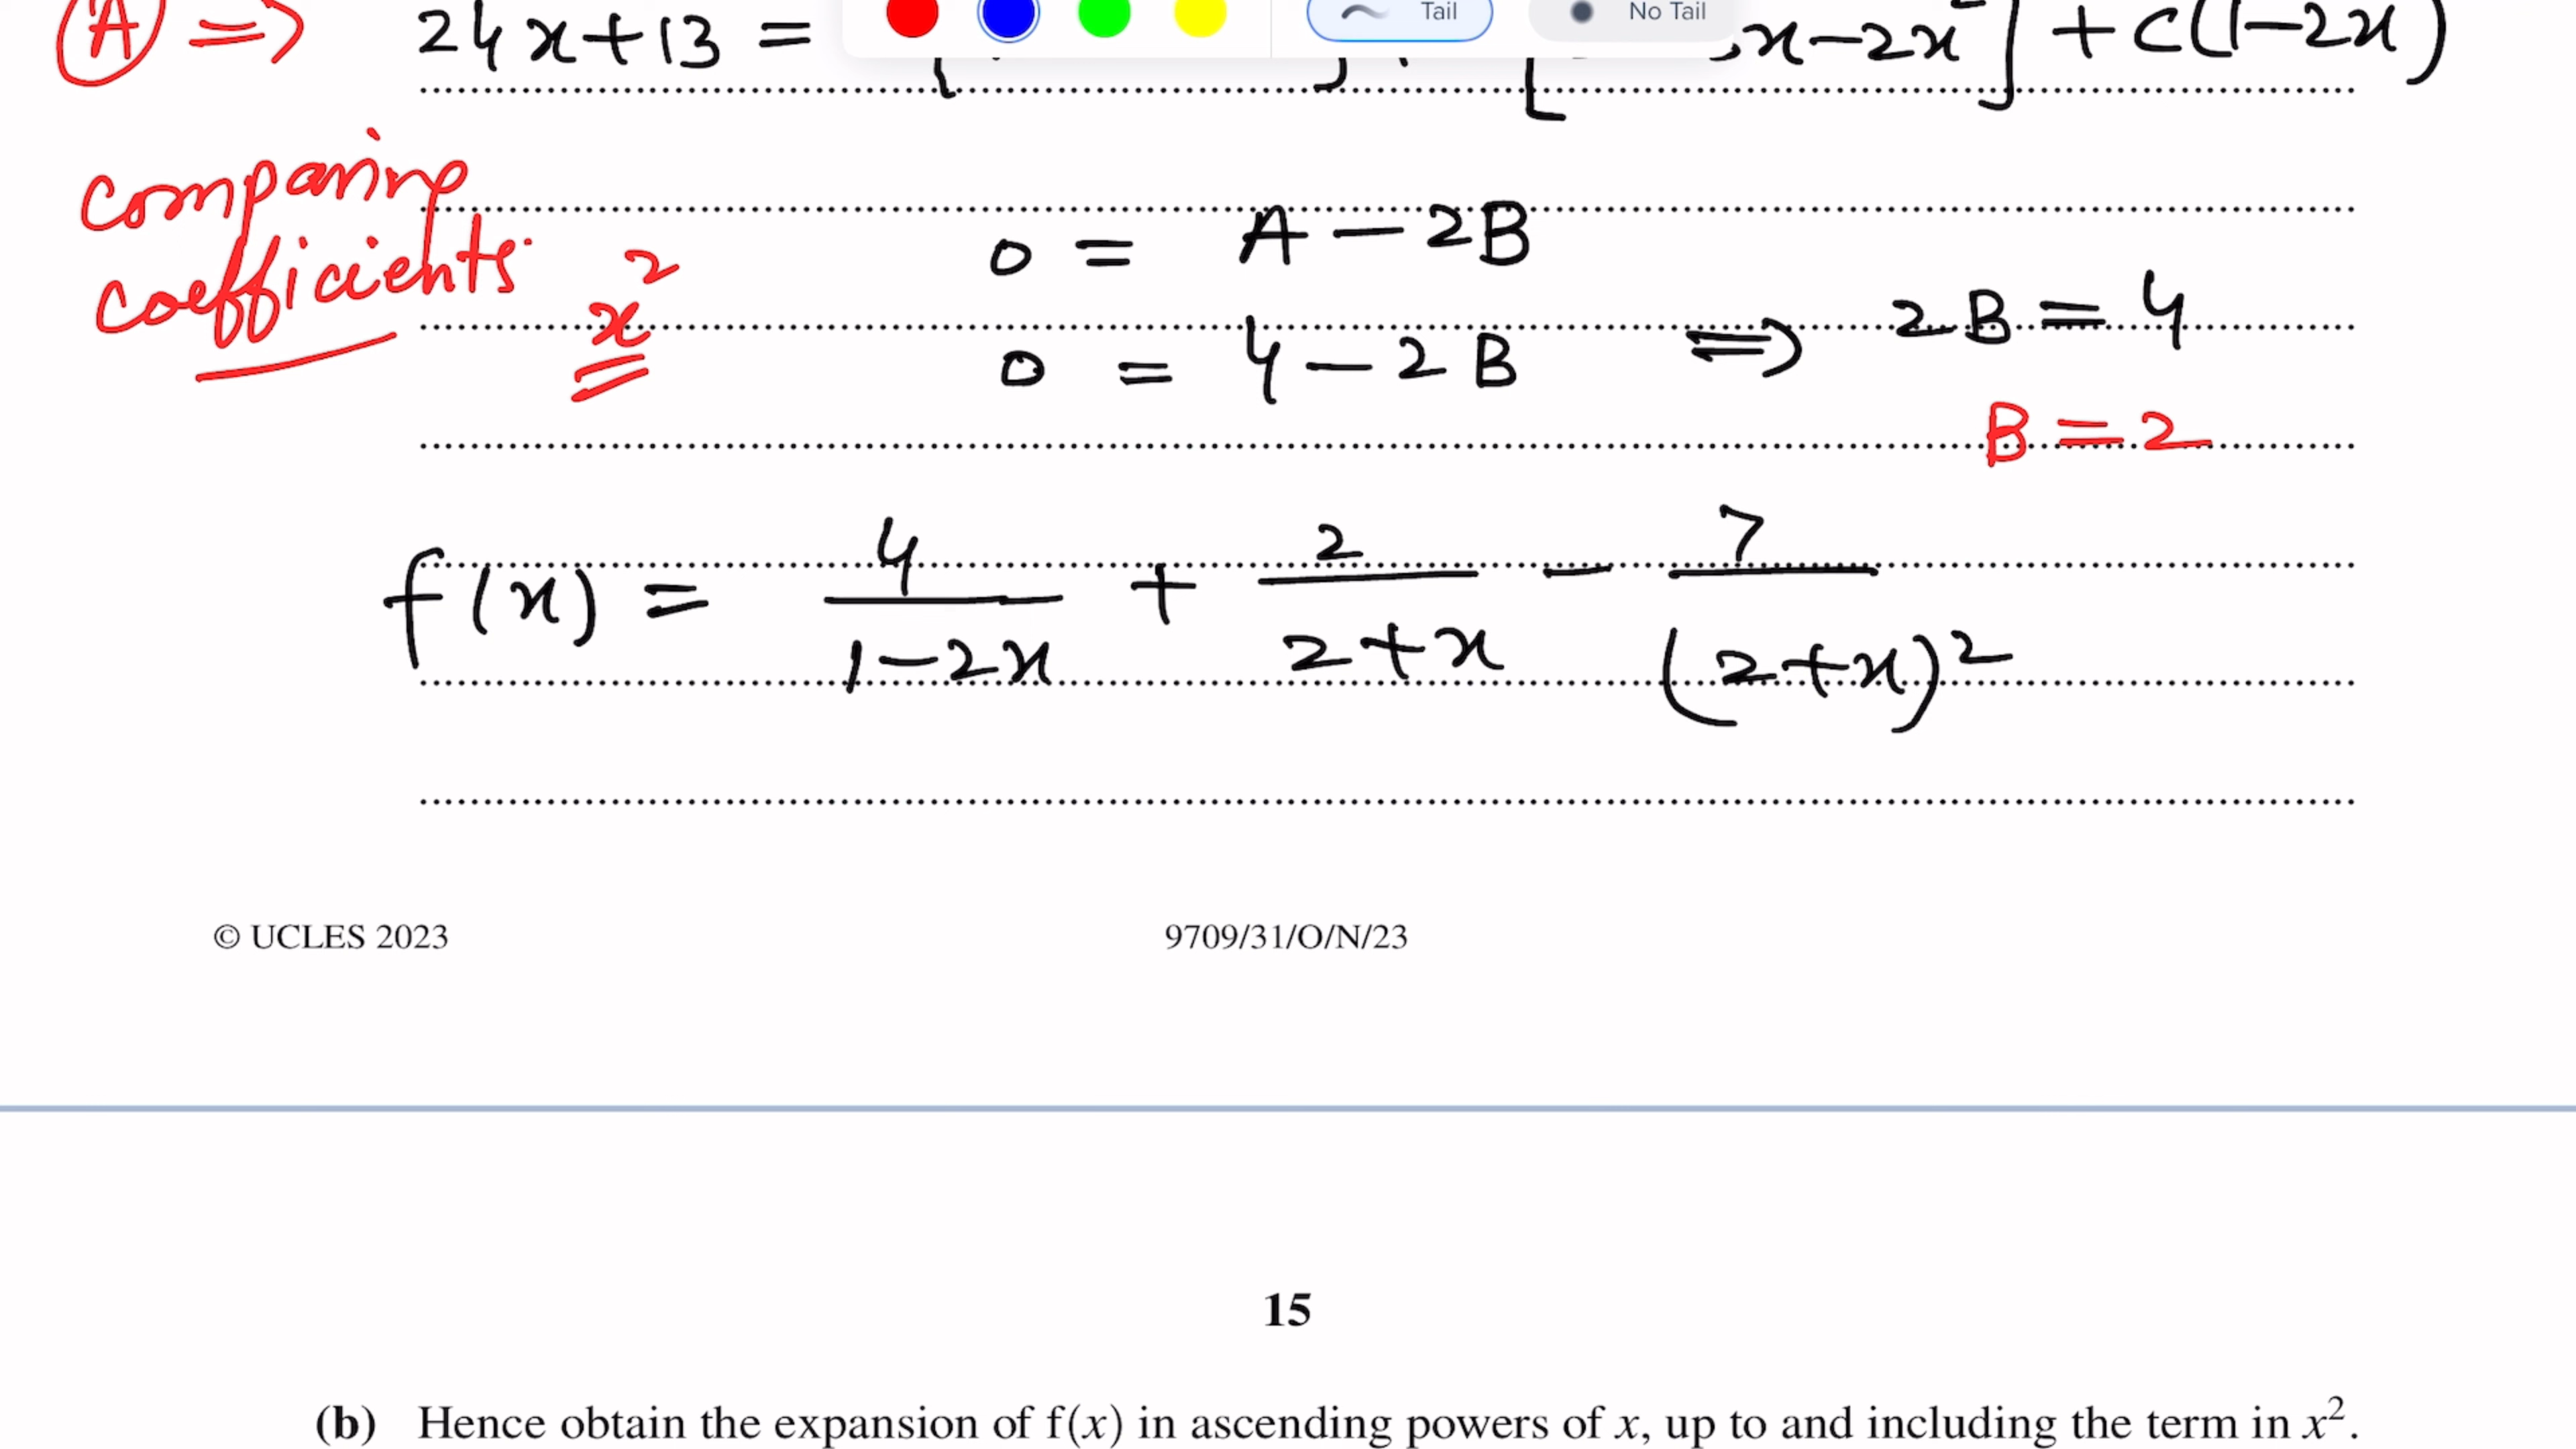 Tail No Tail
(A) ⇒ 24x+13 = x-2x²] + C(1-2x)
comparing
coefficients.
x²
0 = A - 2B
0 = 4 - 2B ⇒ 2B = 4
B = 2
f(x) = 4/(1-2x) + 2/(2+x) - 7/(2+x)²
© UCLES 2023 9709/31/O/N/23
15
(b) Hence obtain the expansion of f(x) in ascending powers of x, up to and including the term in x².